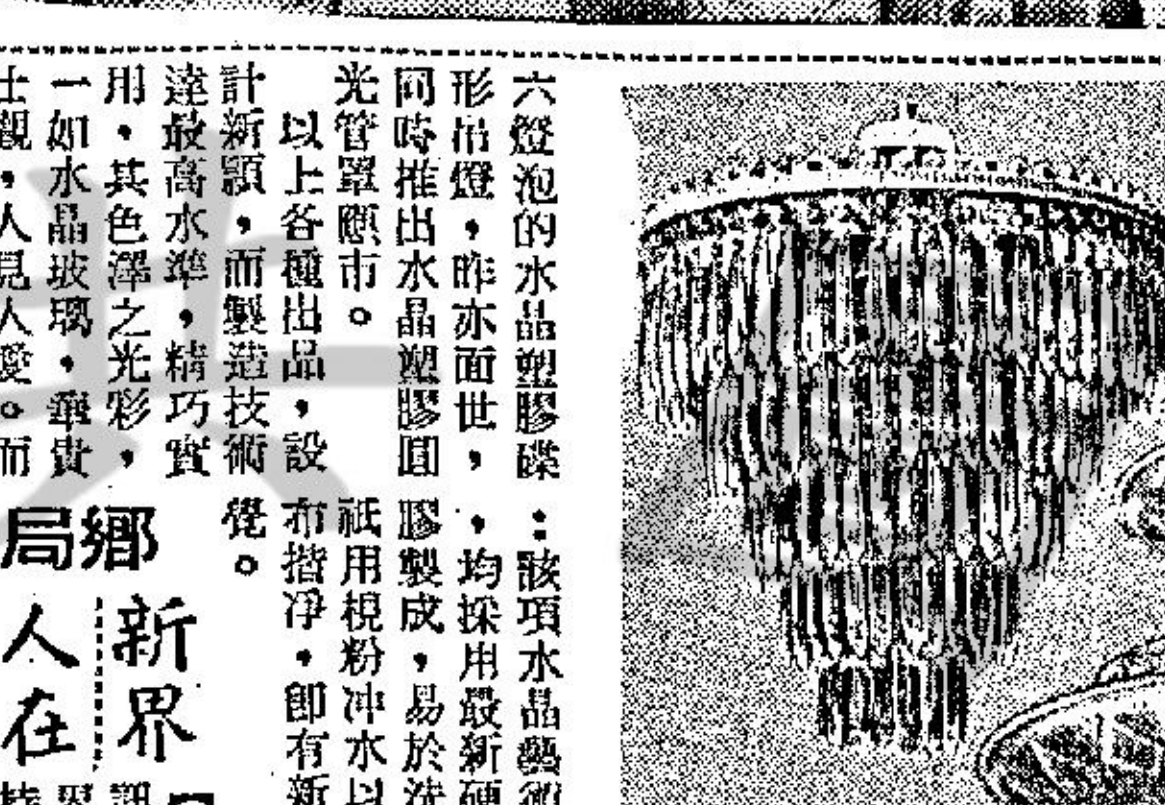 六燈泡的水晶塑膠碟
形吊燈，昨亦面世，
同時推出水晶塑膠圓
光管罩應市。
以上各種出品，設
計新穎，而製造技術
達最高水準，精巧實
用，其色澤之光彩，
一如水晶玻璃，華貴
士觀，人見人愛。而
：該項水晶藝術
，均採用最新硬
膠製成，易於洗
祇用梘粉冲水以
布揩净，卽有新
覺。
鄉局
新界
人在